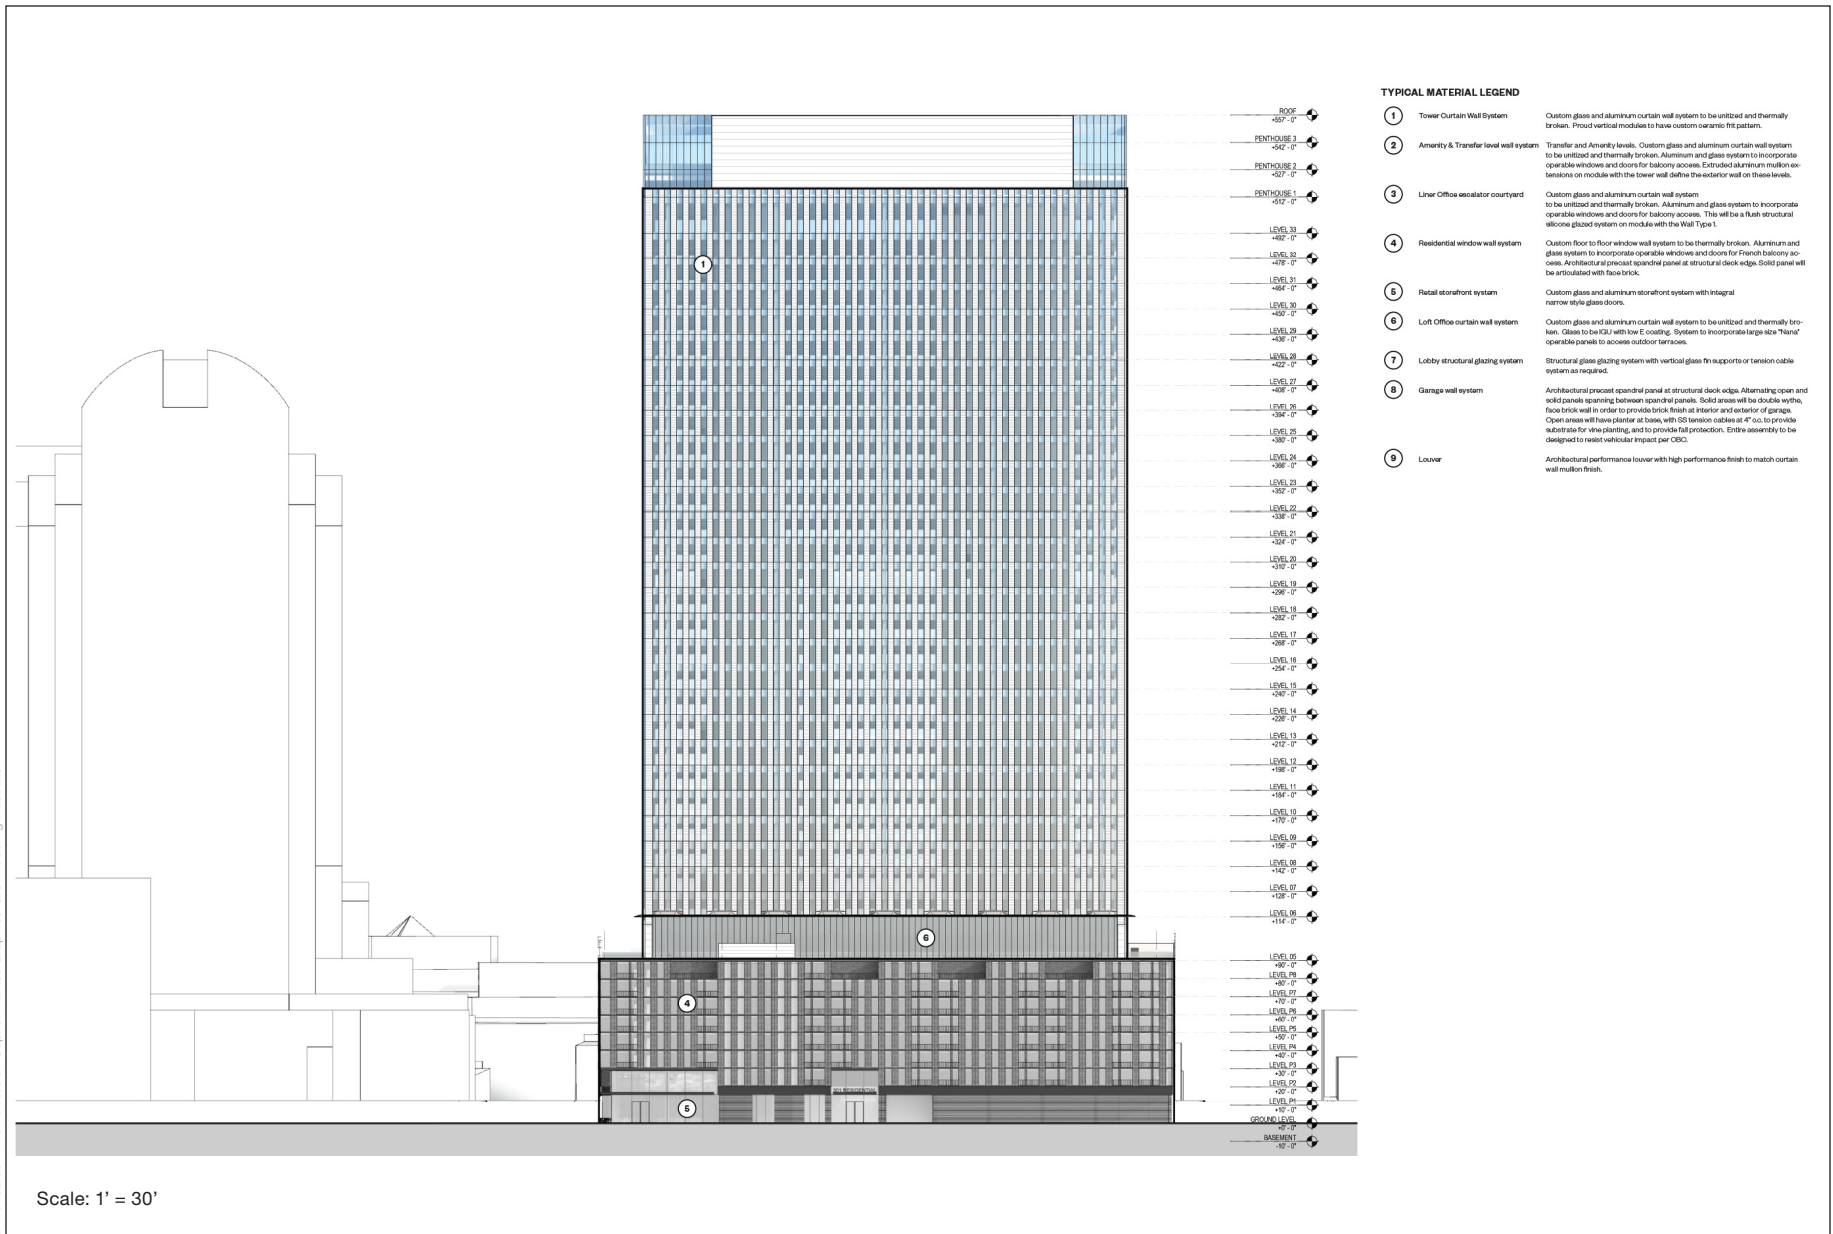 ROOF
+557' - 0"
PENTHOUSE 3
+542' - 0"
PENTHOUSE 2
+527' - 0"
PENTHOUSE 1
+512' - 0"
LEVEL 33
+492' - 0"
LEVEL 32
+478' - 0"
LEVEL 31
+464' - 0"
LEVEL 30
+450' - 0"
LEVEL 29
+436' - 0"
LEVEL 28
+422' - 0"
LEVEL 27
+408' - 0"
LEVEL 26
+394' - 0"
LEVEL 25
+380' - 0"
LEVEL 24
+366' - 0"
LEVEL 23
+352' - 0"
LEVEL 22
+338' - 0"
LEVEL 21
+324' - 0"
LEVEL 20
+310' - 0"
LEVEL 19
+296' - 0"
LEVEL 18
+282' - 0"
LEVEL 17
+268' - 0"
LEVEL 16
+254' - 0"
LEVEL 15
+240' - 0"
LEVEL 14
+226' - 0"
LEVEL 13
+212' - 0"
LEVEL 12
+198' - 0"
LEVEL 11
+184' - 0"
LEVEL 10
+170' - 0"
LEVEL 09
+156' - 0"
LEVEL 08
+142' - 0"
LEVEL 07
+128' - 0"
LEVEL 06
+114' - 0"
LEVEL 05
+90' - 0"
LEVEL P8
+80' - 0"
LEVEL P7
+70' - 0"
LEVEL P6
+60' - 0"
LEVEL P5
+50' - 0"
LEVEL P4
+40' - 0"
LEVEL P3
+30' - 0"
LEVEL P2
+20' - 0"
LEVEL P1
+10' - 0"
GROUND LEVEL
+0' - 0"
BASEMENT
-10' - 0"
1
6
4
5
301 RESIDENTIAL
TYPICAL MATERIAL LEGEND
1 Tower Curtain Wall System
Custom glass and aluminum curtain wall system to be unitized and thermally
broken. Proud vertical modules to have custom ceramic frit pattern.
2 Amenity & Transfer level wall system
Transfer and Amenity levels. Custom glass and aluminum curtain wall system
to be unitized and thermally broken. Aluminum and glass system to incorporate
operable windows and doors for balcony access. Extruded aluminum mullion ex-
tensions on module with the tower wall define the exterior wall on these levels.
3 Liner Office escalator courtyard
Custom glass and aluminum curtain wall system
to be unitized and thermally broken. Aluminum and glass system to incorporate
operable windows and doors for balcony access. This will be a flush structural
silicone glazed system on module with the Wall Type 1.
4 Residential window wall system
Custom floor to floor window wall system to be thermally broken. Aluminum and
glass system to incorporate operable windows and doors for French balcony ac-
cess. Architectural precast spandrel panel at structural deck edge. Solid panel will
be articulated with face brick.
5 Retail storefront system
Custom glass and aluminum storefront system with integral
narrow style glass doors.
6 Loft Office curtain wall system
Custom glass and aluminum curtain wall system to be unitized and thermally bro-
ken. Glass to be IGU with low E coating. System to incorporate large size "Nana"
operable panels to access outdoor terraces.
7 Lobby structural glazing system
Structural glass glazing system with vertical glass fin supports or tension cable
system as required.
8 Garage wall system
Architectural precast spandrel panel at structural deck edge. Alternating open and
solid panels spanning between spandrel panels. Solid areas will be double wythe,
face brick wall in order to provide brick finish at interior and exterior of garage.
Open areas will have planter at base, with SS tension cables at 4" o.c. to provide
substrate for vine planting, and to provide fall protection. Entire assembly to be
designed to resist vehicular impact per OBC.
9 Louver
Architectural performance louver with high performance finish to match curtain
wall mullion finish.
Scale: 1' = 30'